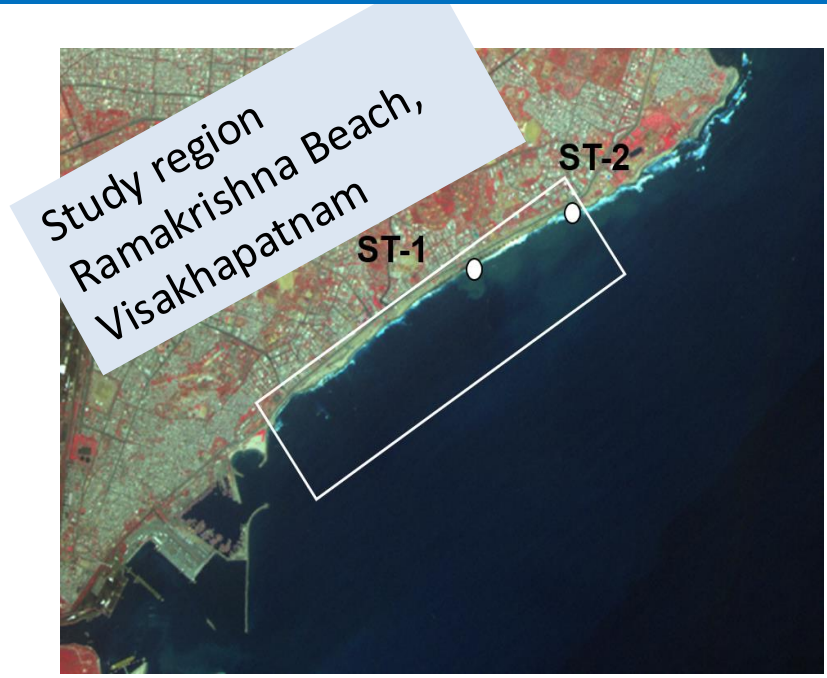 Study region
Ramakrishna Beach,
Visakhapatnam
ST-1
ST-2